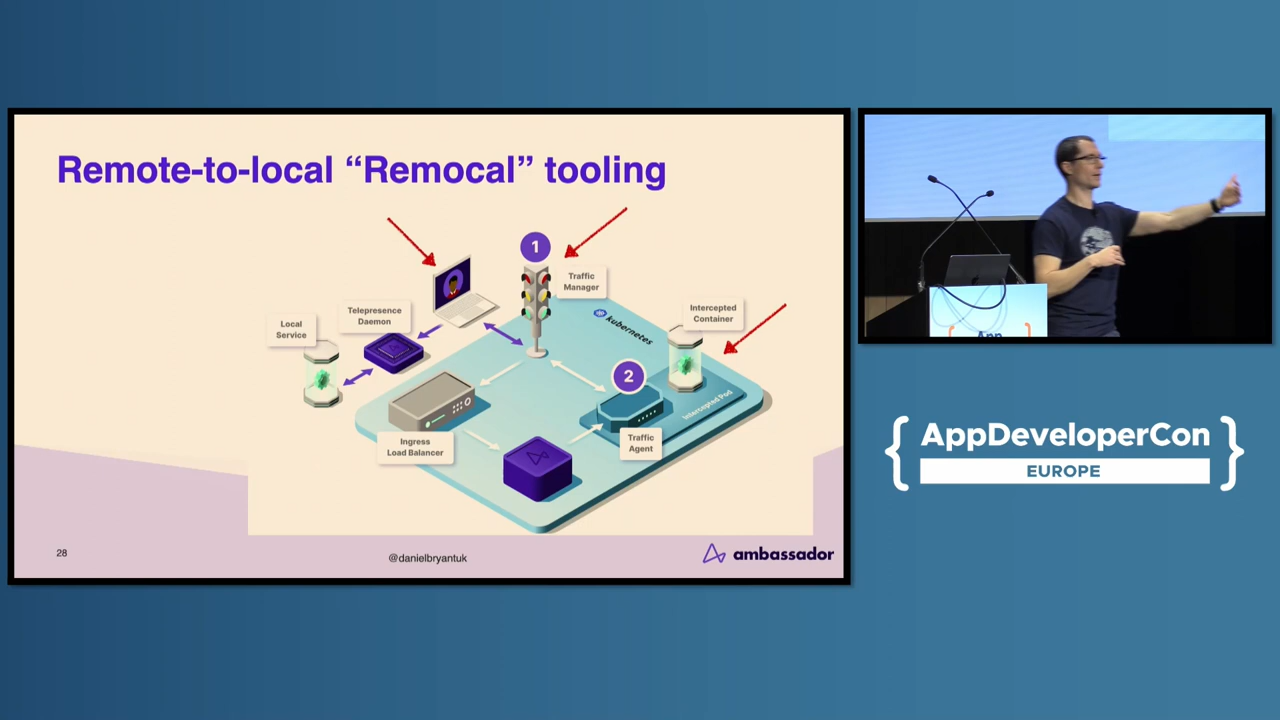 Remote-to-local “Remocal” tooling
1
Traffic
Manager
kubernetes
Intercepted
Container
Telepresence
Daemon
Local
Service
2
Intercepted Pod
Traffic
Agent
Ingress
Load Balancer
28
@danielbryantuk
ambassador
App
{ AppDeveloperCon }
EUROPE